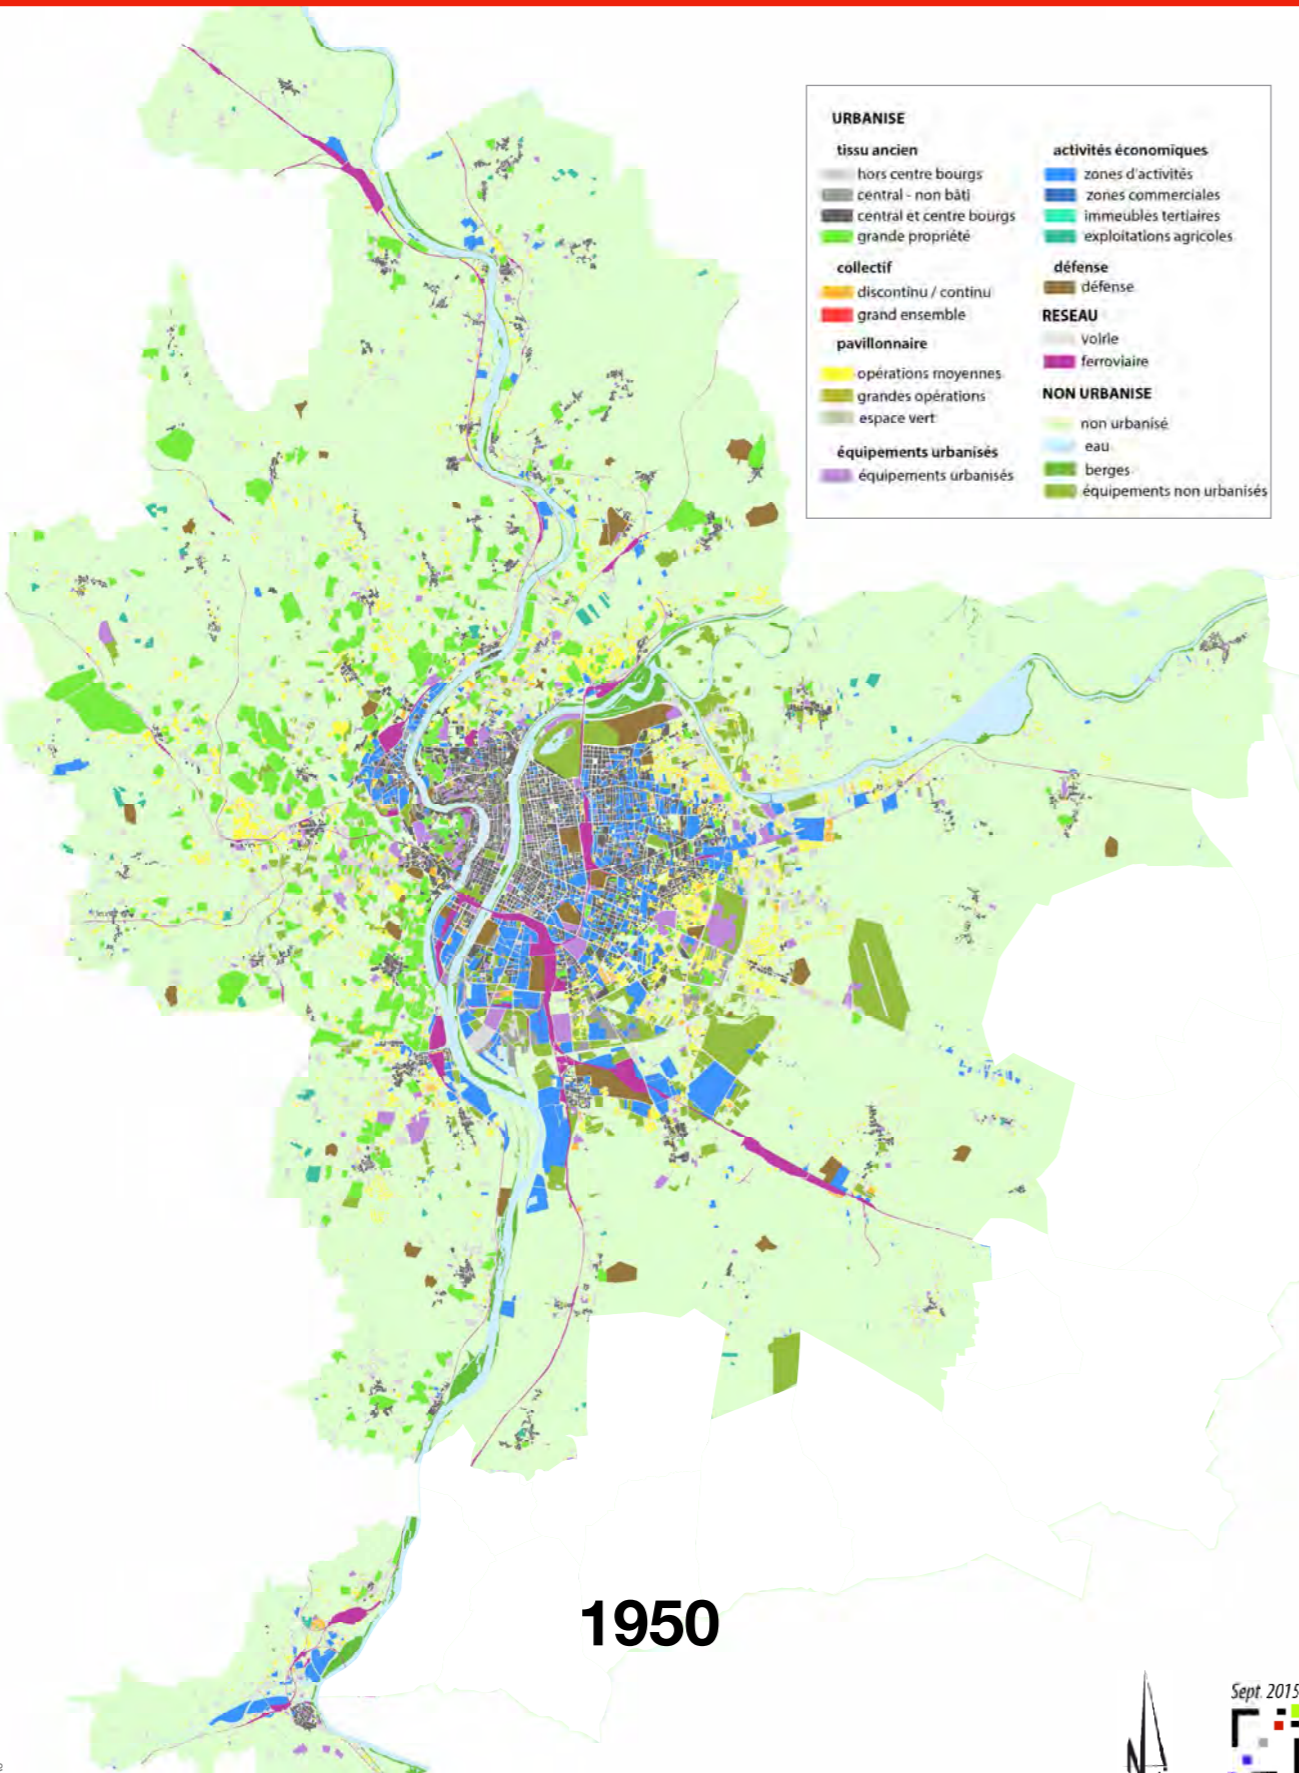 URBANISE
tissu ancien
hors centre bourgs
central - non bâti
central et centre bourgs
grande propriété
collectif
discontinu / continu
grand ensemble
pavillonnaire
opérations moyennes
grandes opérations
espace vert
équipements urbanisés
équipements urbanisés
activités économiques
zones d'activités
zones commerciales
immeubles tertiaires
exploitations agricoles
défense
défense
RESEAU
voirie
ferroviaire
NON URBANISE
non urbanisé
eau
berges
équipements non urbanisés
1950
Sept. 2015
N